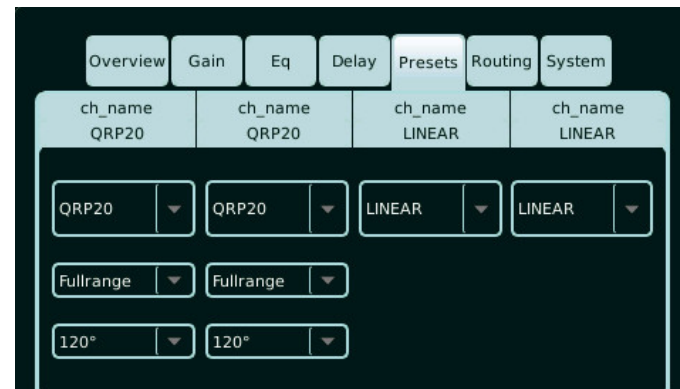 Overview Gain Eq Delay Presets Routing System
ch_name ch_name ch_name ch_name
QRP20 QRP20 LINEAR LINEAR
QRP20 QRP20 LINEAR LINEAR
Fullrange Fullrange
120° 120°